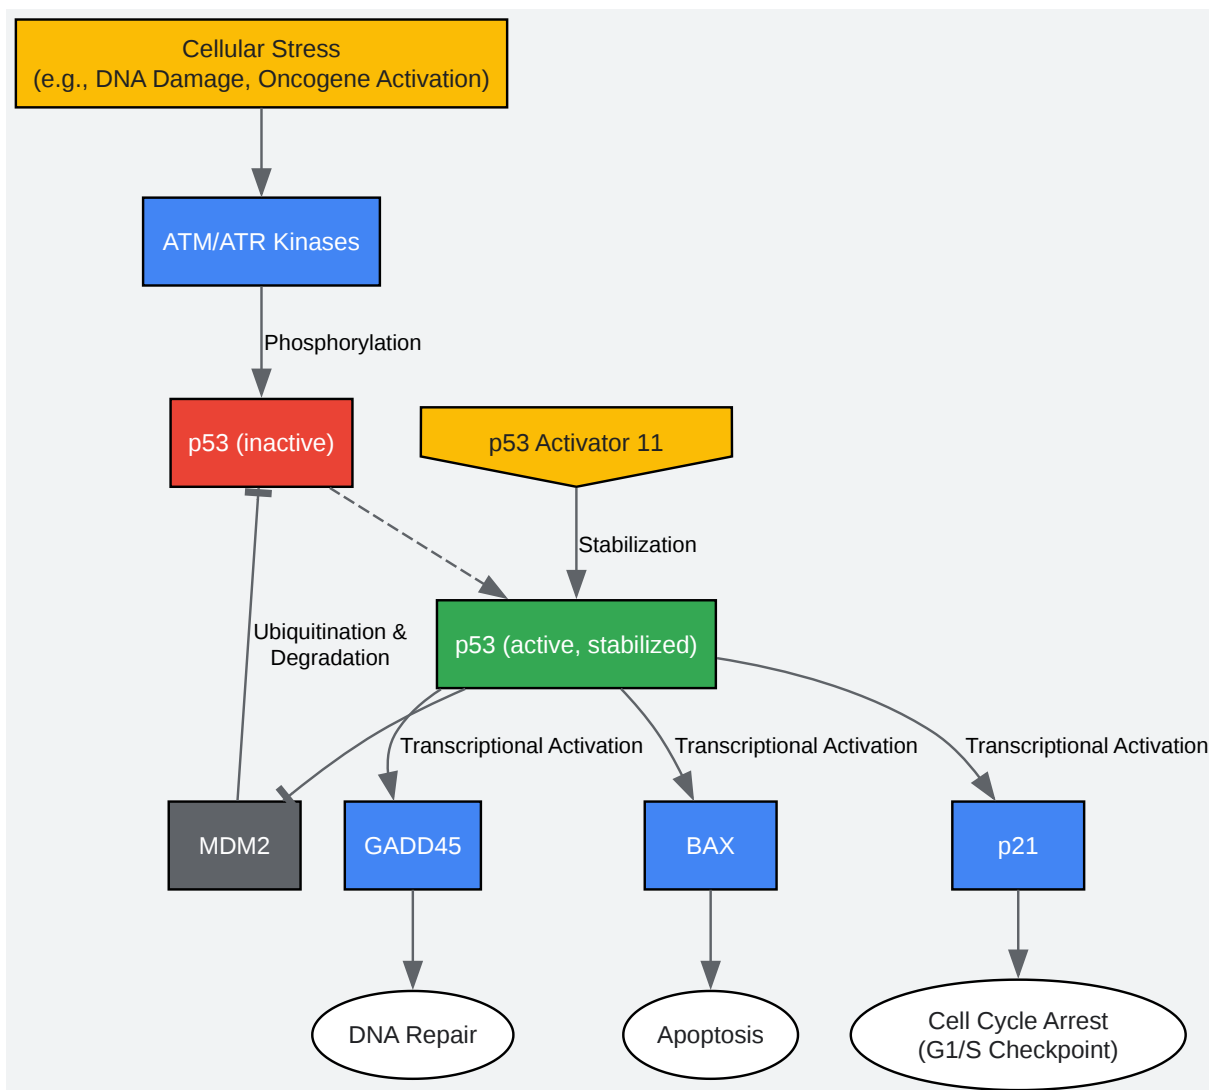 Cellular Stress
(e.g., DNA Damage, Oncogene Activation)
ATM/ATR Kinases
Phosphorylation
p53 (inactive)
p53 Activator 11
Stabilization
Ubiquitination &
Degradation
p53 (active, stabilized)
Transcriptional Activation
Transcriptional Activation
Transcriptional Activation
MDM2
GADD45
BAX
p21
DNA Repair
Apoptosis
Cell Cycle Arrest
(G1/S Checkpoint)